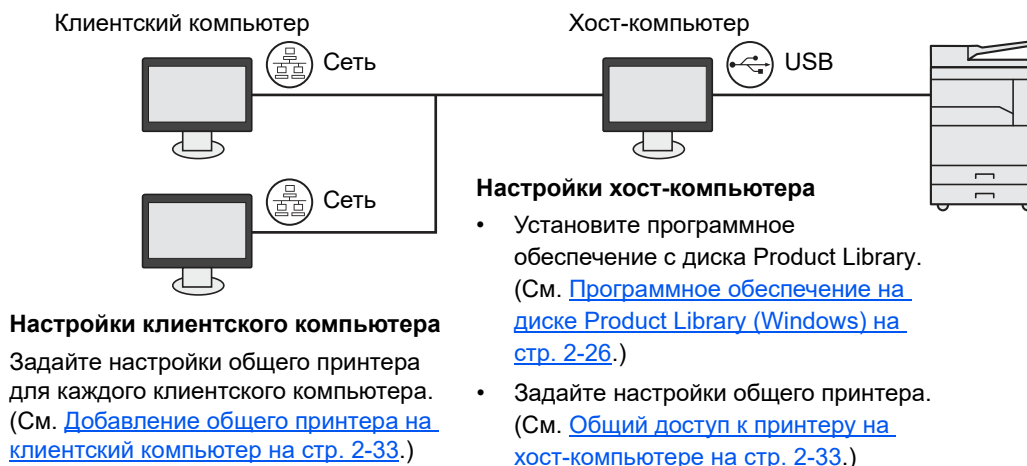 Клиентский компьютер
Хост-компьютер
Сеть
USB
Сеть
Настройки клиентского компьютера
Задайте настройки общего принтера
для каждого клиентского компьютера.
(См. Добавление общего принтера на
клиентский компьютер на стр. 2-33.)
Настройки хост-компьютера
• Установите программное
обеспечение с диска Product Library.
(См. Программное обеспечение на
диске Product Library (Windows) на
стр. 2-26.)
• Задайте настройки общего принтера.
(См. Общий доступ к принтеру на
хост-компьютере на стр. 2-33.)